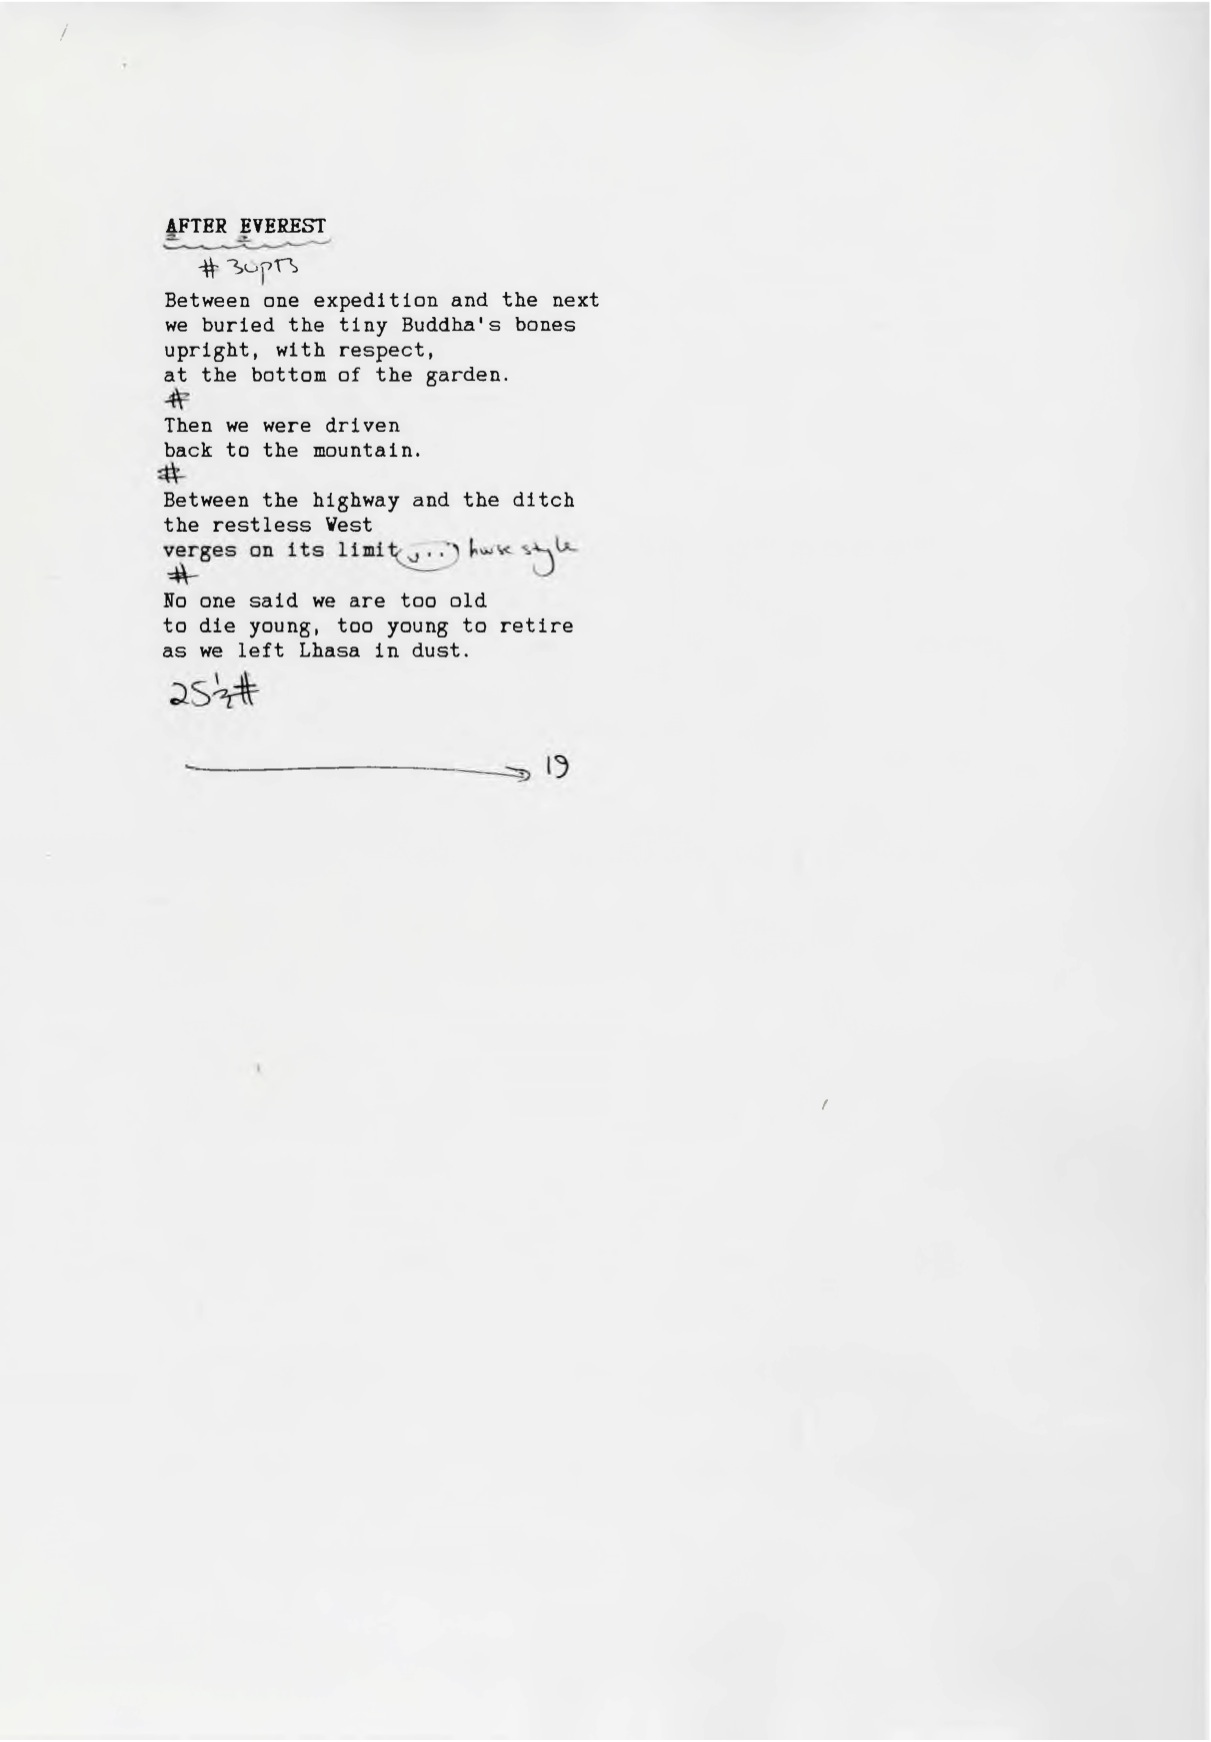 AFTER EVEREST
# 30pts
Between one expedition and the next
we buried the tiny Buddha's bones
upright, with respect,
at the bottom of the garden.
#
Then we were driven
back to the mountain.
#
Between the highway and the ditch
the restless West
verges on its limit... house style
#
No one said we are too old
to die young, too young to retire
as we left Lhasa in dust.
25½#
19